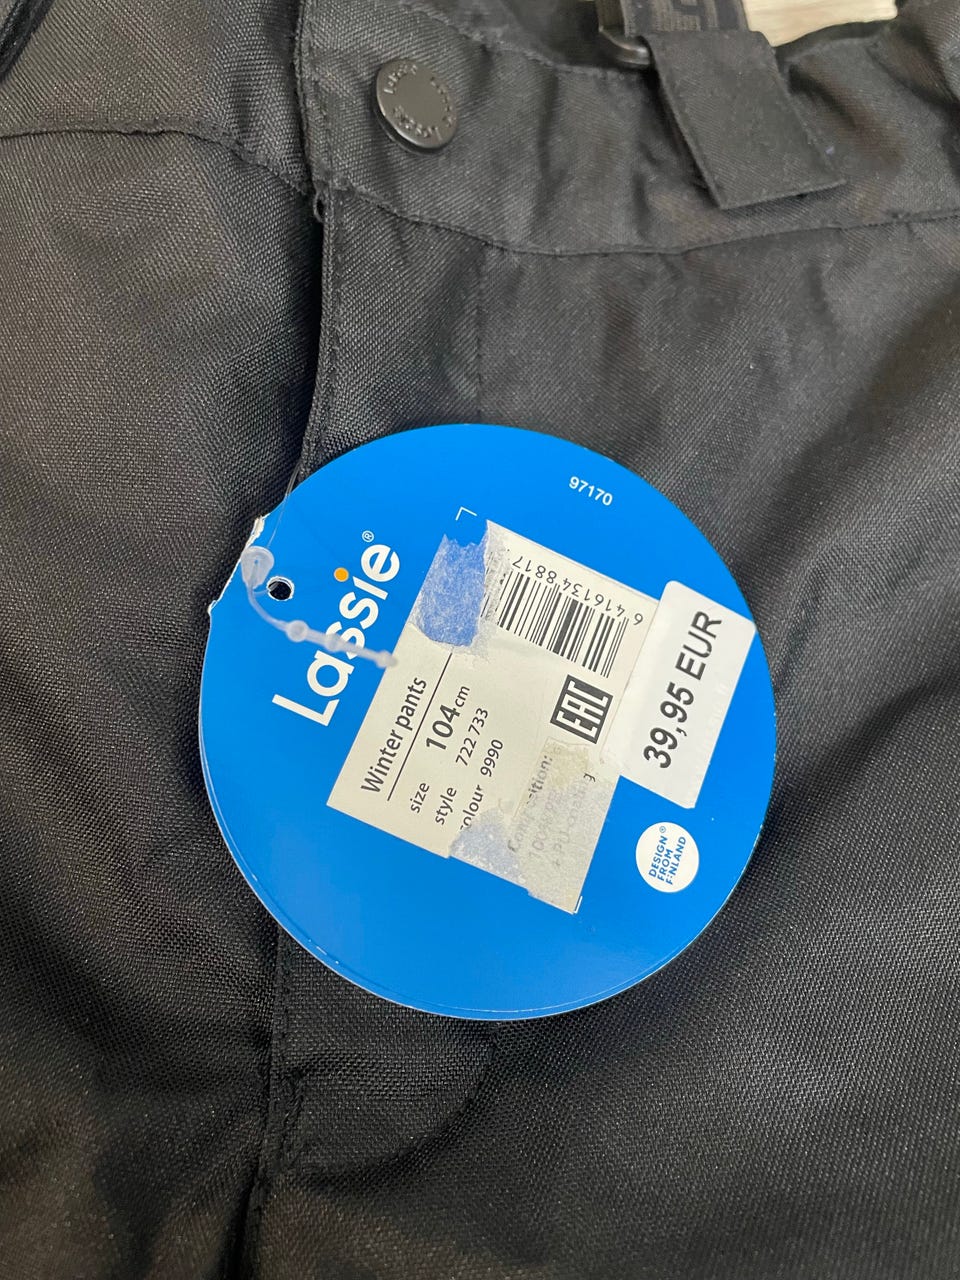 97170
Lassie®
Winter pants
size 104cm
style 722 733
colour 9990
6 416134 8817
EAC
39,95 EUR
DESIGN®
FROM
FINLAND